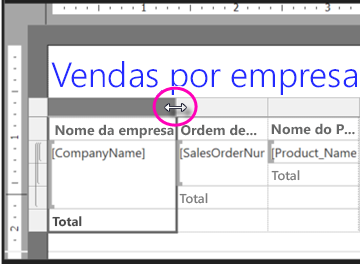 1 2 3
Vendas por empresa
Nome da empresa Ordem de... Nome do P...
[CompanyName] [SalesOrderNur [Product_Name
Total
Total
Total
1
2